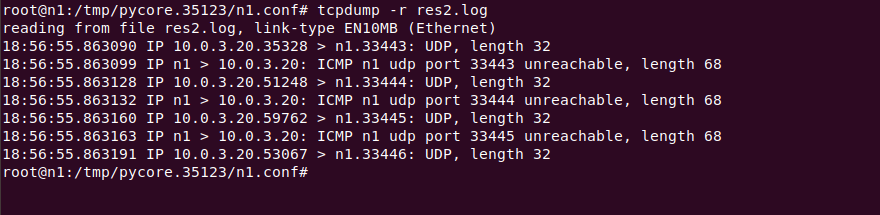 root@n1:/tmp/pycore.35123/n1.conf# tcpdump -r res2.log
reading from file res2.log, link-type EN10MB (Ethernet)
18:56:55.863090 IP 10.0.3.20.35328 > n1.33443: UDP, length 32
18:56:55.863099 IP n1 > 10.0.3.20: ICMP n1 udp port 33443 unreachable, length 68
18:56:55.863128 IP 10.0.3.20.51248 > n1.33444: UDP, length 32
18:56:55.863132 IP n1 > 10.0.3.20: ICMP n1 udp port 33444 unreachable, length 68
18:56:55.863160 IP 10.0.3.20.59762 > n1.33445: UDP, length 32
18:56:55.863163 IP n1 > 10.0.3.20: ICMP n1 udp port 33445 unreachable, length 68
18:56:55.863191 IP 10.0.3.20.53067 > n1.33446: UDP, length 32
root@n1:/tmp/pycore.35123/n1.conf#